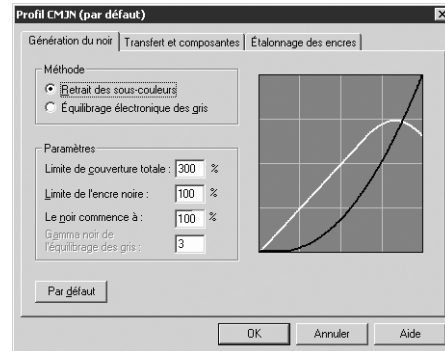 Profil CMJN (par défaut)
Génération du noir
Transfert et composantes
Étalonnage des encres
Méthode
Retrait des sous-couleurs
Équilibrage électronique des gris
Paramètres
Limite de couverture totale : 300 %
Limite de l'encre noire : 100 %
Le noir commence à : 100 %
Gamma noir de
l'équilibrage des gris : 3
Par défaut
OK
Annuler
Aide